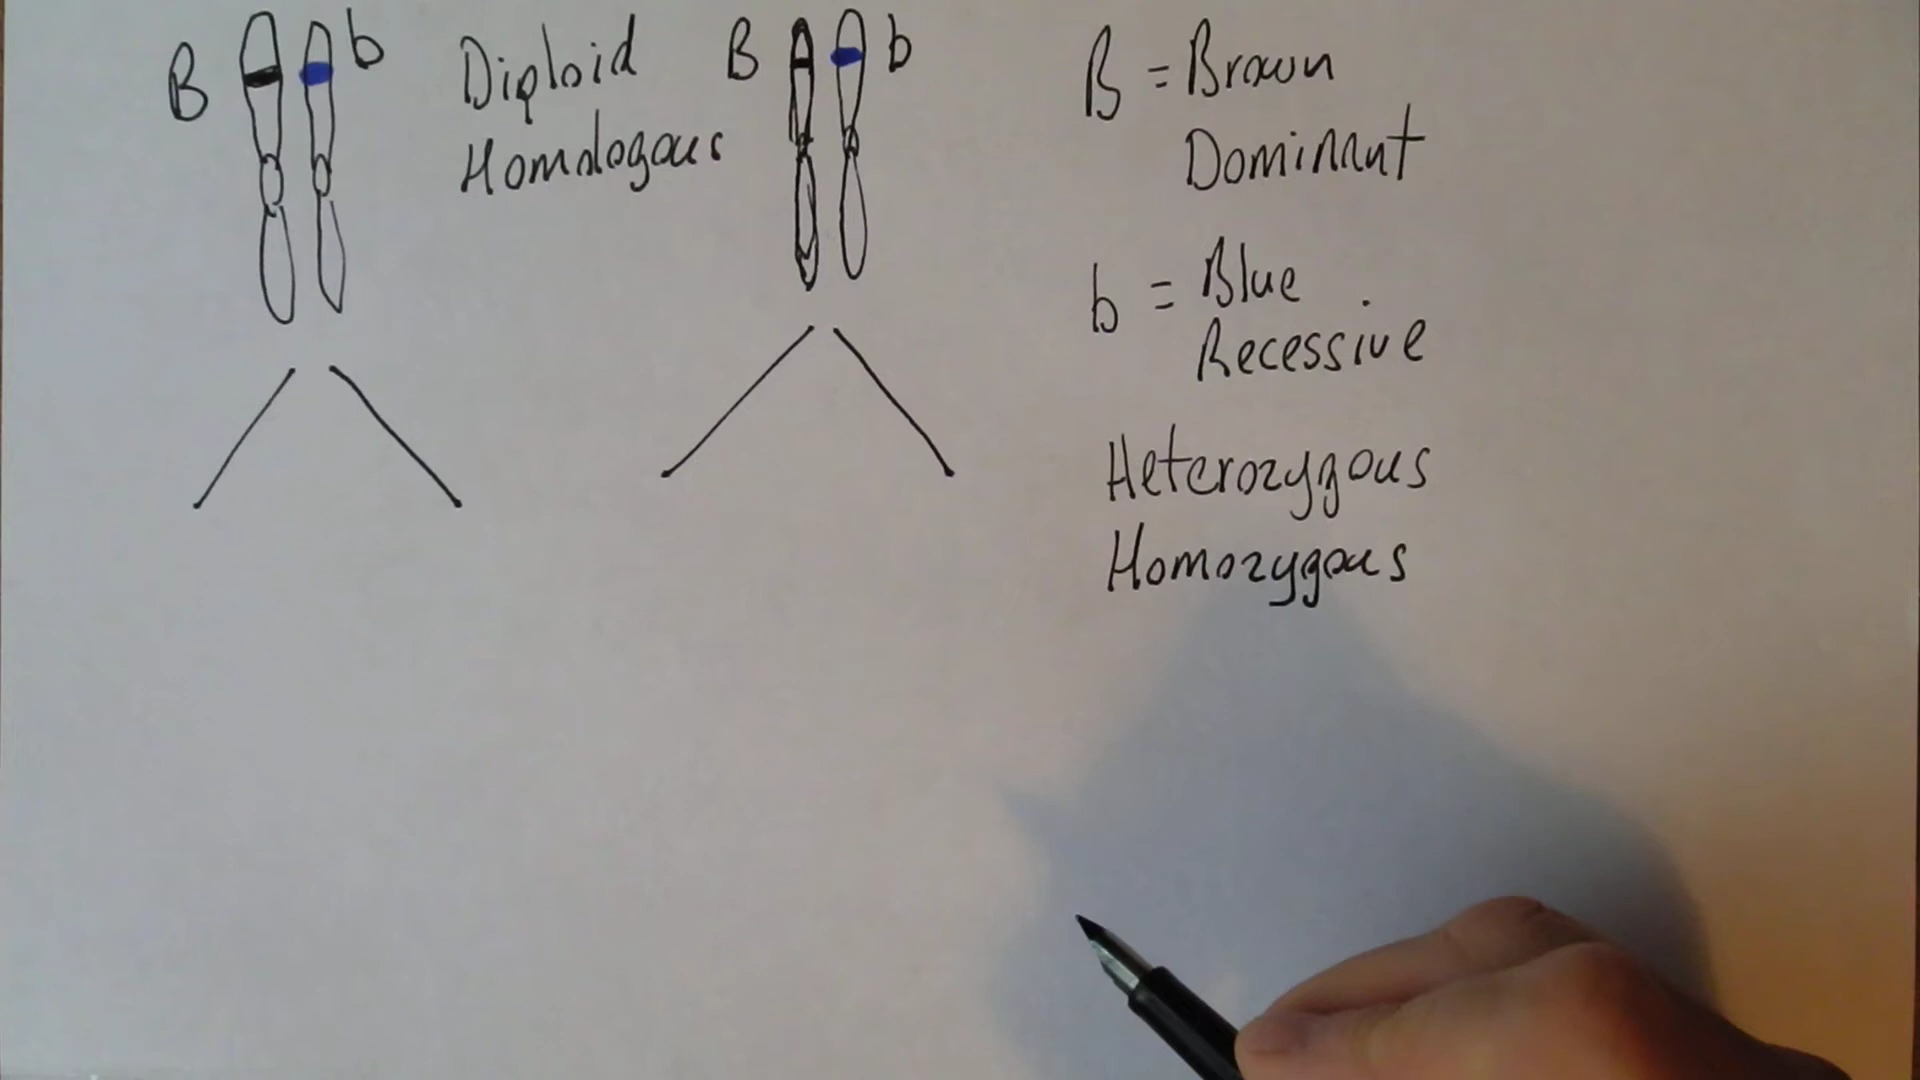 B b
Diploid
Homologous
B b
B = Brown
Dominant
b = Blue
Recessive
Heterozygous
Homozygous